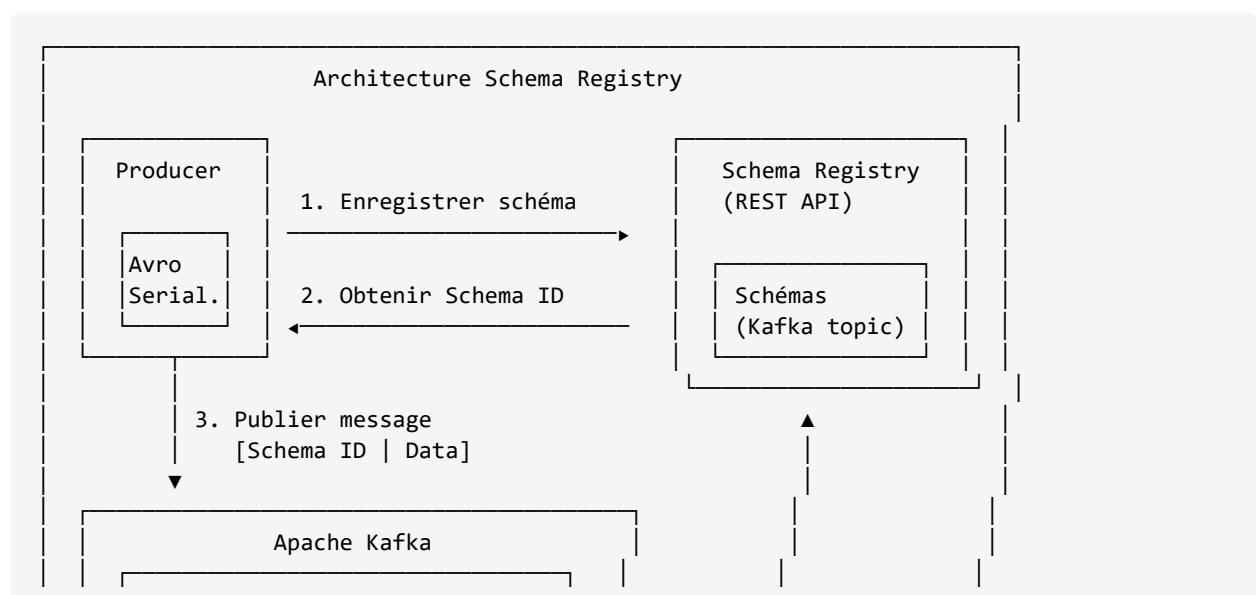 Architecture Schema Registry
Producer
Schema Registry
1. Enregistrer schéma
(REST API)
Avro
Serial.
2. Obtenir Schema ID
Schémas
(Kafka topic)
3. Publier message
[Schema ID | Data]
Apache Kafka